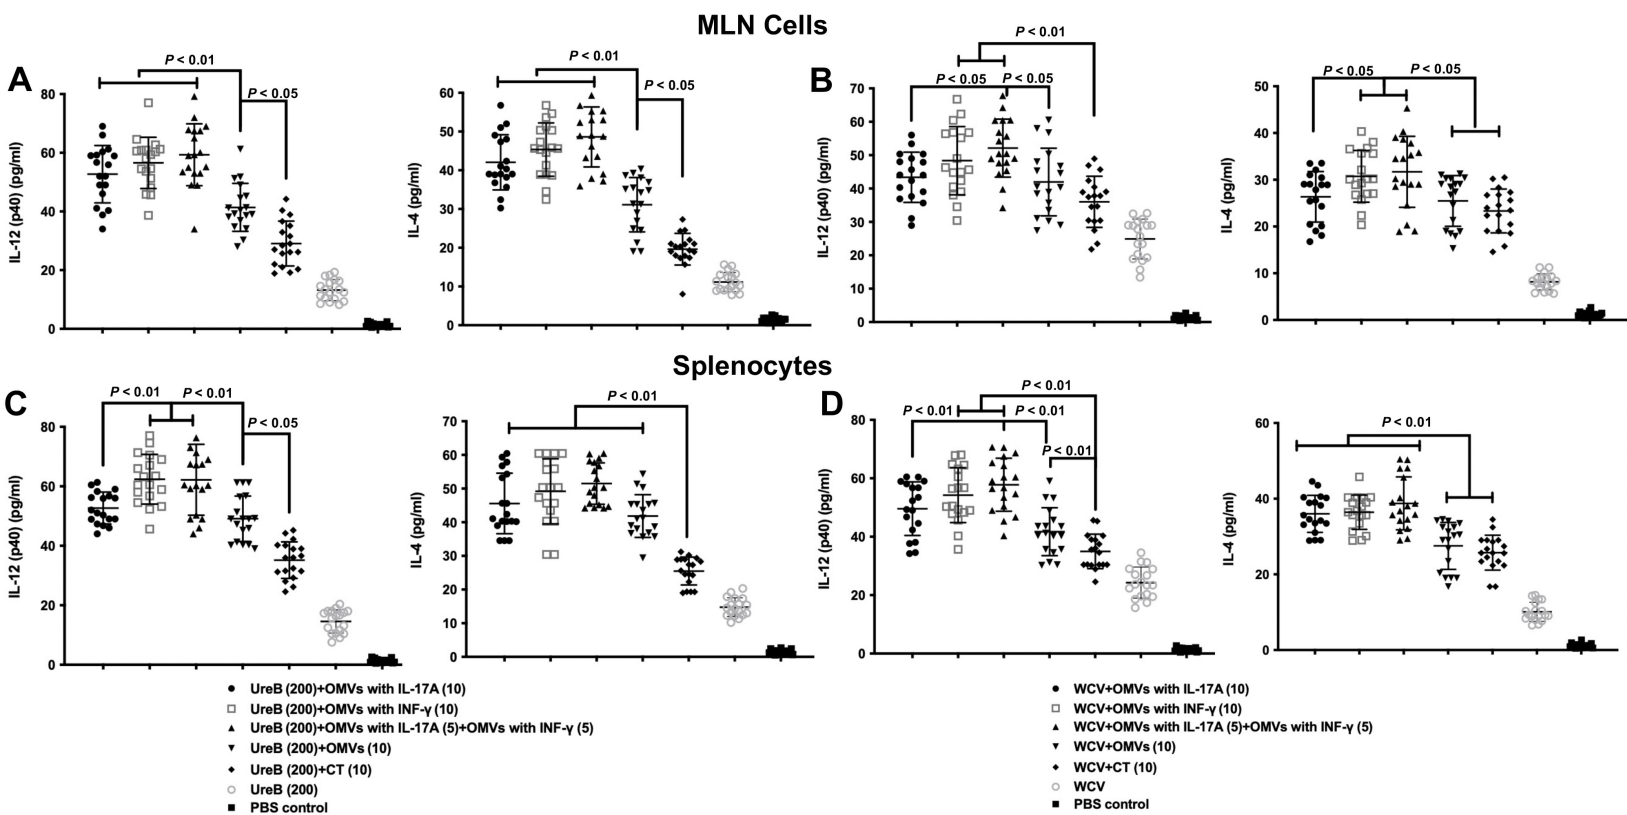 MLN Cells
A
P < 0.01
P < 0.05
IL-12 (p40) (pg/ml)
80
60
40
20
0
P < 0.01
P < 0.05
IL-4 (pg/ml)
60
50
40
30
20
10
0
B
P < 0.01
P < 0.05
P < 0.05
IL-12 (p40) (pg/ml)
70
60
50
40
30
20
10
0
P < 0.05
P < 0.05
IL-4 (pg/ml)
50
40
30
20
10
0
Splenocytes
C
P < 0.01
P < 0.01
P < 0.05
IL-12 (p40) (pg/ml)
80
60
40
20
0
P < 0.01
IL-4 (pg/ml)
70
60
50
40
30
20
10
0
D
P < 0.01
P < 0.01
P < 0.01
P < 0.01
IL-12 (p40) (pg/ml)
80
60
40
20
0
P < 0.01
IL-4 (pg/ml)
60
40
20
0
UreB (200)+OMVs with IL-17A (10)
UreB (200)+OMVs with INF-γ (10)
UreB (200)+OMVs with IL-17A (5)+OMVs with INF-γ (5)
UreB (200)+OMVs (10)
UreB (200)+CT (10)
UreB (200)
PBS control
WCV+OMVs with IL-17A (10)
WCV+OMVs with INF-γ (10)
WCV+OMVs with IL-17A (5)+OMVs with INF-γ (5)
WCV+OMVs (10)
WCV+CT (10)
WCV
PBS control